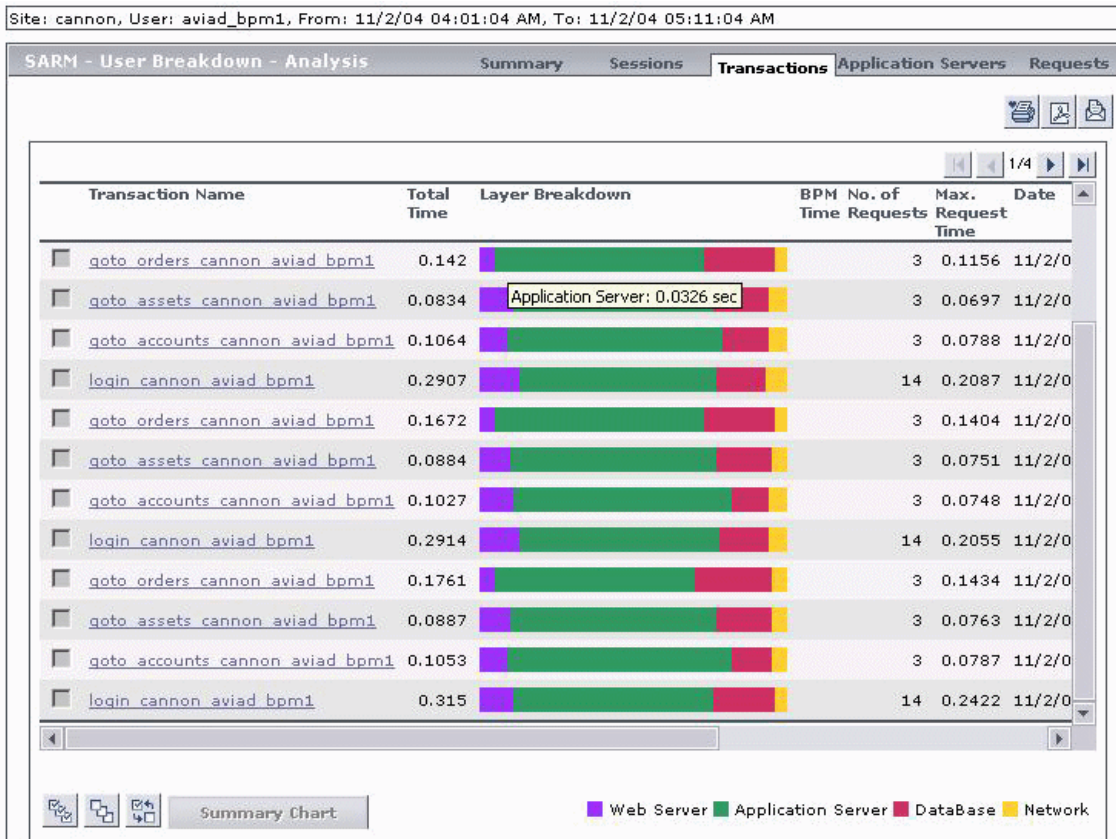 Site: cannon, User: aviad_bpm1, From: 11/2/04 04:01:04 AM, To: 11/2/04 05:11:04 AM
SARM - User Breakdown - Analysis Summary Sessions Transactions Application Servers Requests
1/4
Transaction Name Total Time Layer Breakdown BPM Time No. of Requests Max. Request Time Date
goto_orders_cannon_aviad_bpm1 0.142 3 0.1156 11/2/0
Application Server: 0.0326 sec
goto_assets_cannon_aviad_bpm1 0.0834 3 0.0697 11/2/0
goto_accounts_cannon_aviad_bpm1 0.1064 3 0.0788 11/2/0
login_cannon_aviad_bpm1 0.2907 14 0.2087 11/2/0
goto_orders_cannon_aviad_bpm1 0.1672 3 0.1404 11/2/0
goto_assets_cannon_aviad_bpm1 0.0884 3 0.0751 11/2/0
goto_accounts_cannon_aviad_bpm1 0.1027 3 0.0748 11/2/0
login_cannon_aviad_bpm1 0.2914 14 0.2055 11/2/0
goto_orders_cannon_aviad_bpm1 0.1761 3 0.1434 11/2/0
goto_assets_cannon_aviad_bpm1 0.0887 3 0.0763 11/2/0
goto_accounts_cannon_aviad_bpm1 0.1053 3 0.0787 11/2/0
login_cannon_aviad_bpm1 0.315 14 0.2422 11/2/0
Summary Chart Web Server Application Server DataBase Network